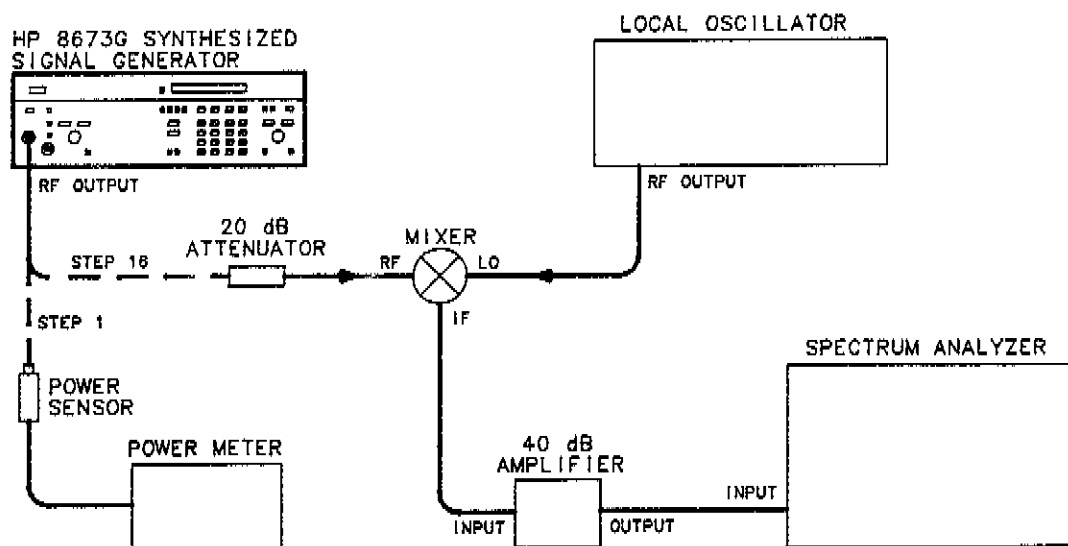 HP 8673G SYNTHESIZED
SIGNAL GENERATOR
LOCAL OSCILLATOR
RF OUTPUT
RF OUTPUT
20 dB
ATTENUATOR
MIXER
STEP 16
RF
LO
IF
STEP 1
POWER
SENSOR
SPECTRUM ANALYZER
POWER METER
40 dB
AMPLIFIER
INPUT
INPUT
OUTPUT